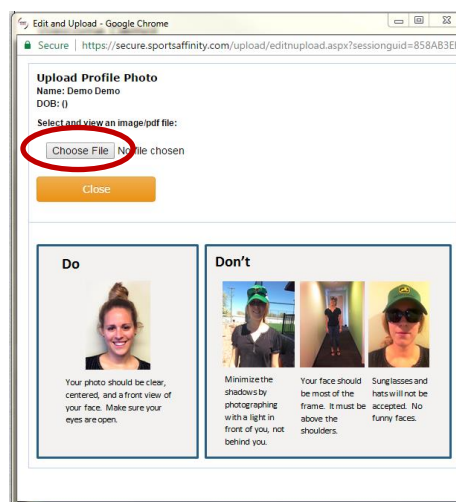 Edit and Upload - Google Chrome
Secure | https://secure.sportsaffinity.com/upload/editnupload.aspx?sessionguid=858AB3E
Upload Profile Photo
Name: Demo Demo
DOB: ()
Select and view an image/pdf file:
Choose File No file chosen
Close
Do
Your photo should be clear,
centered, and a front view of
your face. Make sure your
eyes are open.
Don't
Minimize the
shadows by
photographing
with a light in
front of you, not
behind you.
Your face should
be most of the
frame. It must be
above the
shoulders.
Sunglasses and
hats will not be
accepted. No
funny faces.